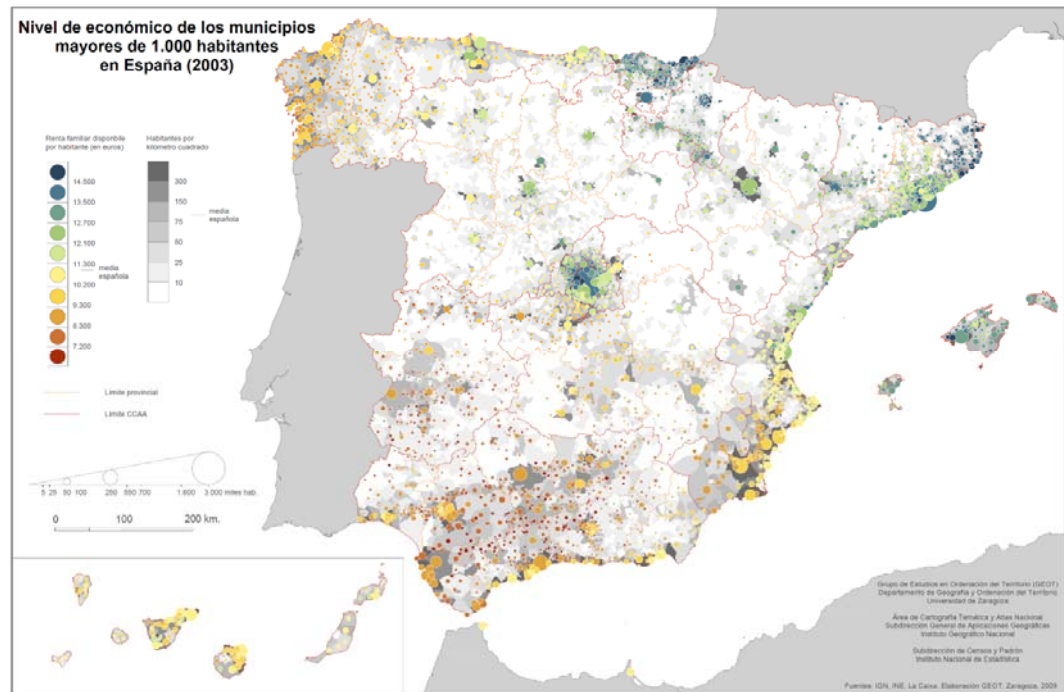 Nivel de económico de los municipios
mayores de 1.000 habitantes
en España (2003)
Renta familiar disponbile
por habitante (en euros)
14.500
13.500
12.700
12.100
11.300
media
española
10.200
9.300
8.300
7.200
Habitantes por
kilómetro cuadrado
300
150
75
media
española
60
25
10
Límite provincial
Límite CCAA
5 25 50 100 250 550 700 1.600 3.000 miles hab.
0 100 200 km.
Grupo de Estudios en Ordenación del Territorio (GEOT)
Departamento de Geografía y Ordenación del Territorio
Universidad de Zaragoza
Área de Cartografía Temática y Atlas Nacional
Subdirección General de Aplicaciones Geográficas
Instituto Geográfico Nacional
Subdirección de Censos y Padrón
Instituto Nacional de Estadística
Fuentes: IGN, INE, La Caixa. Elaboración GEOT, Zaragoza, 2009